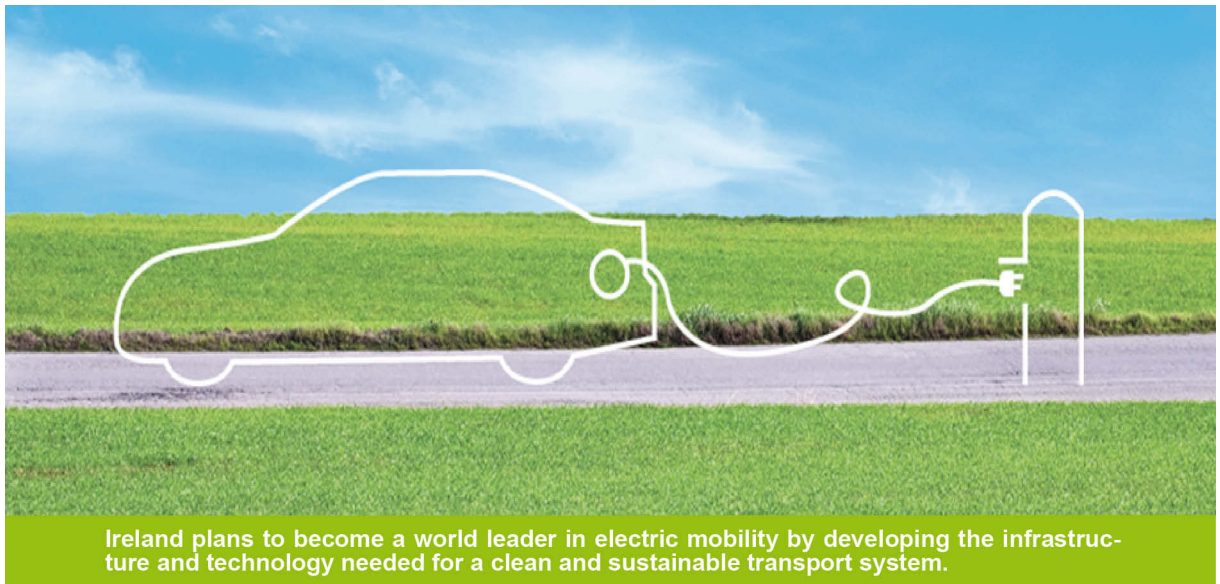 Ireland plans to become a world leader in electric mobility by developing the infrastruc-
ture and technology needed for a clean and sustainable transport system.